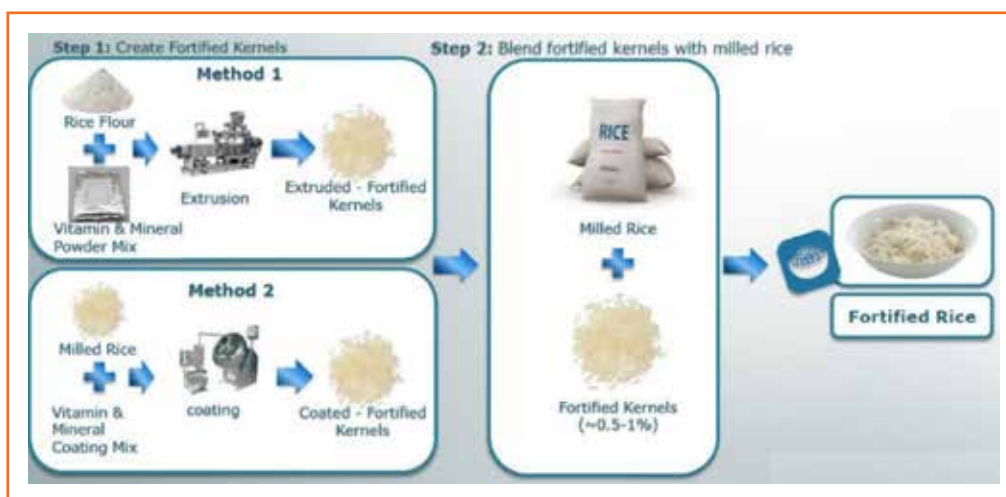 Step 1: Create Fortified Kernels
Method 1
Rice Flour
Vitamin & Mineral
Powder Mix
Extrusion
Extruded - Fortified
Kernels
Method 2
Milled Rice
Vitamin &
Mineral
Coating Mix
coating
Coated - Fortified
Kernels
Step 2: Blend fortified kernels with milled rice
RICE
Milled Rice
Fortified Kernels
(~0.5-1%)
Fortified Rice